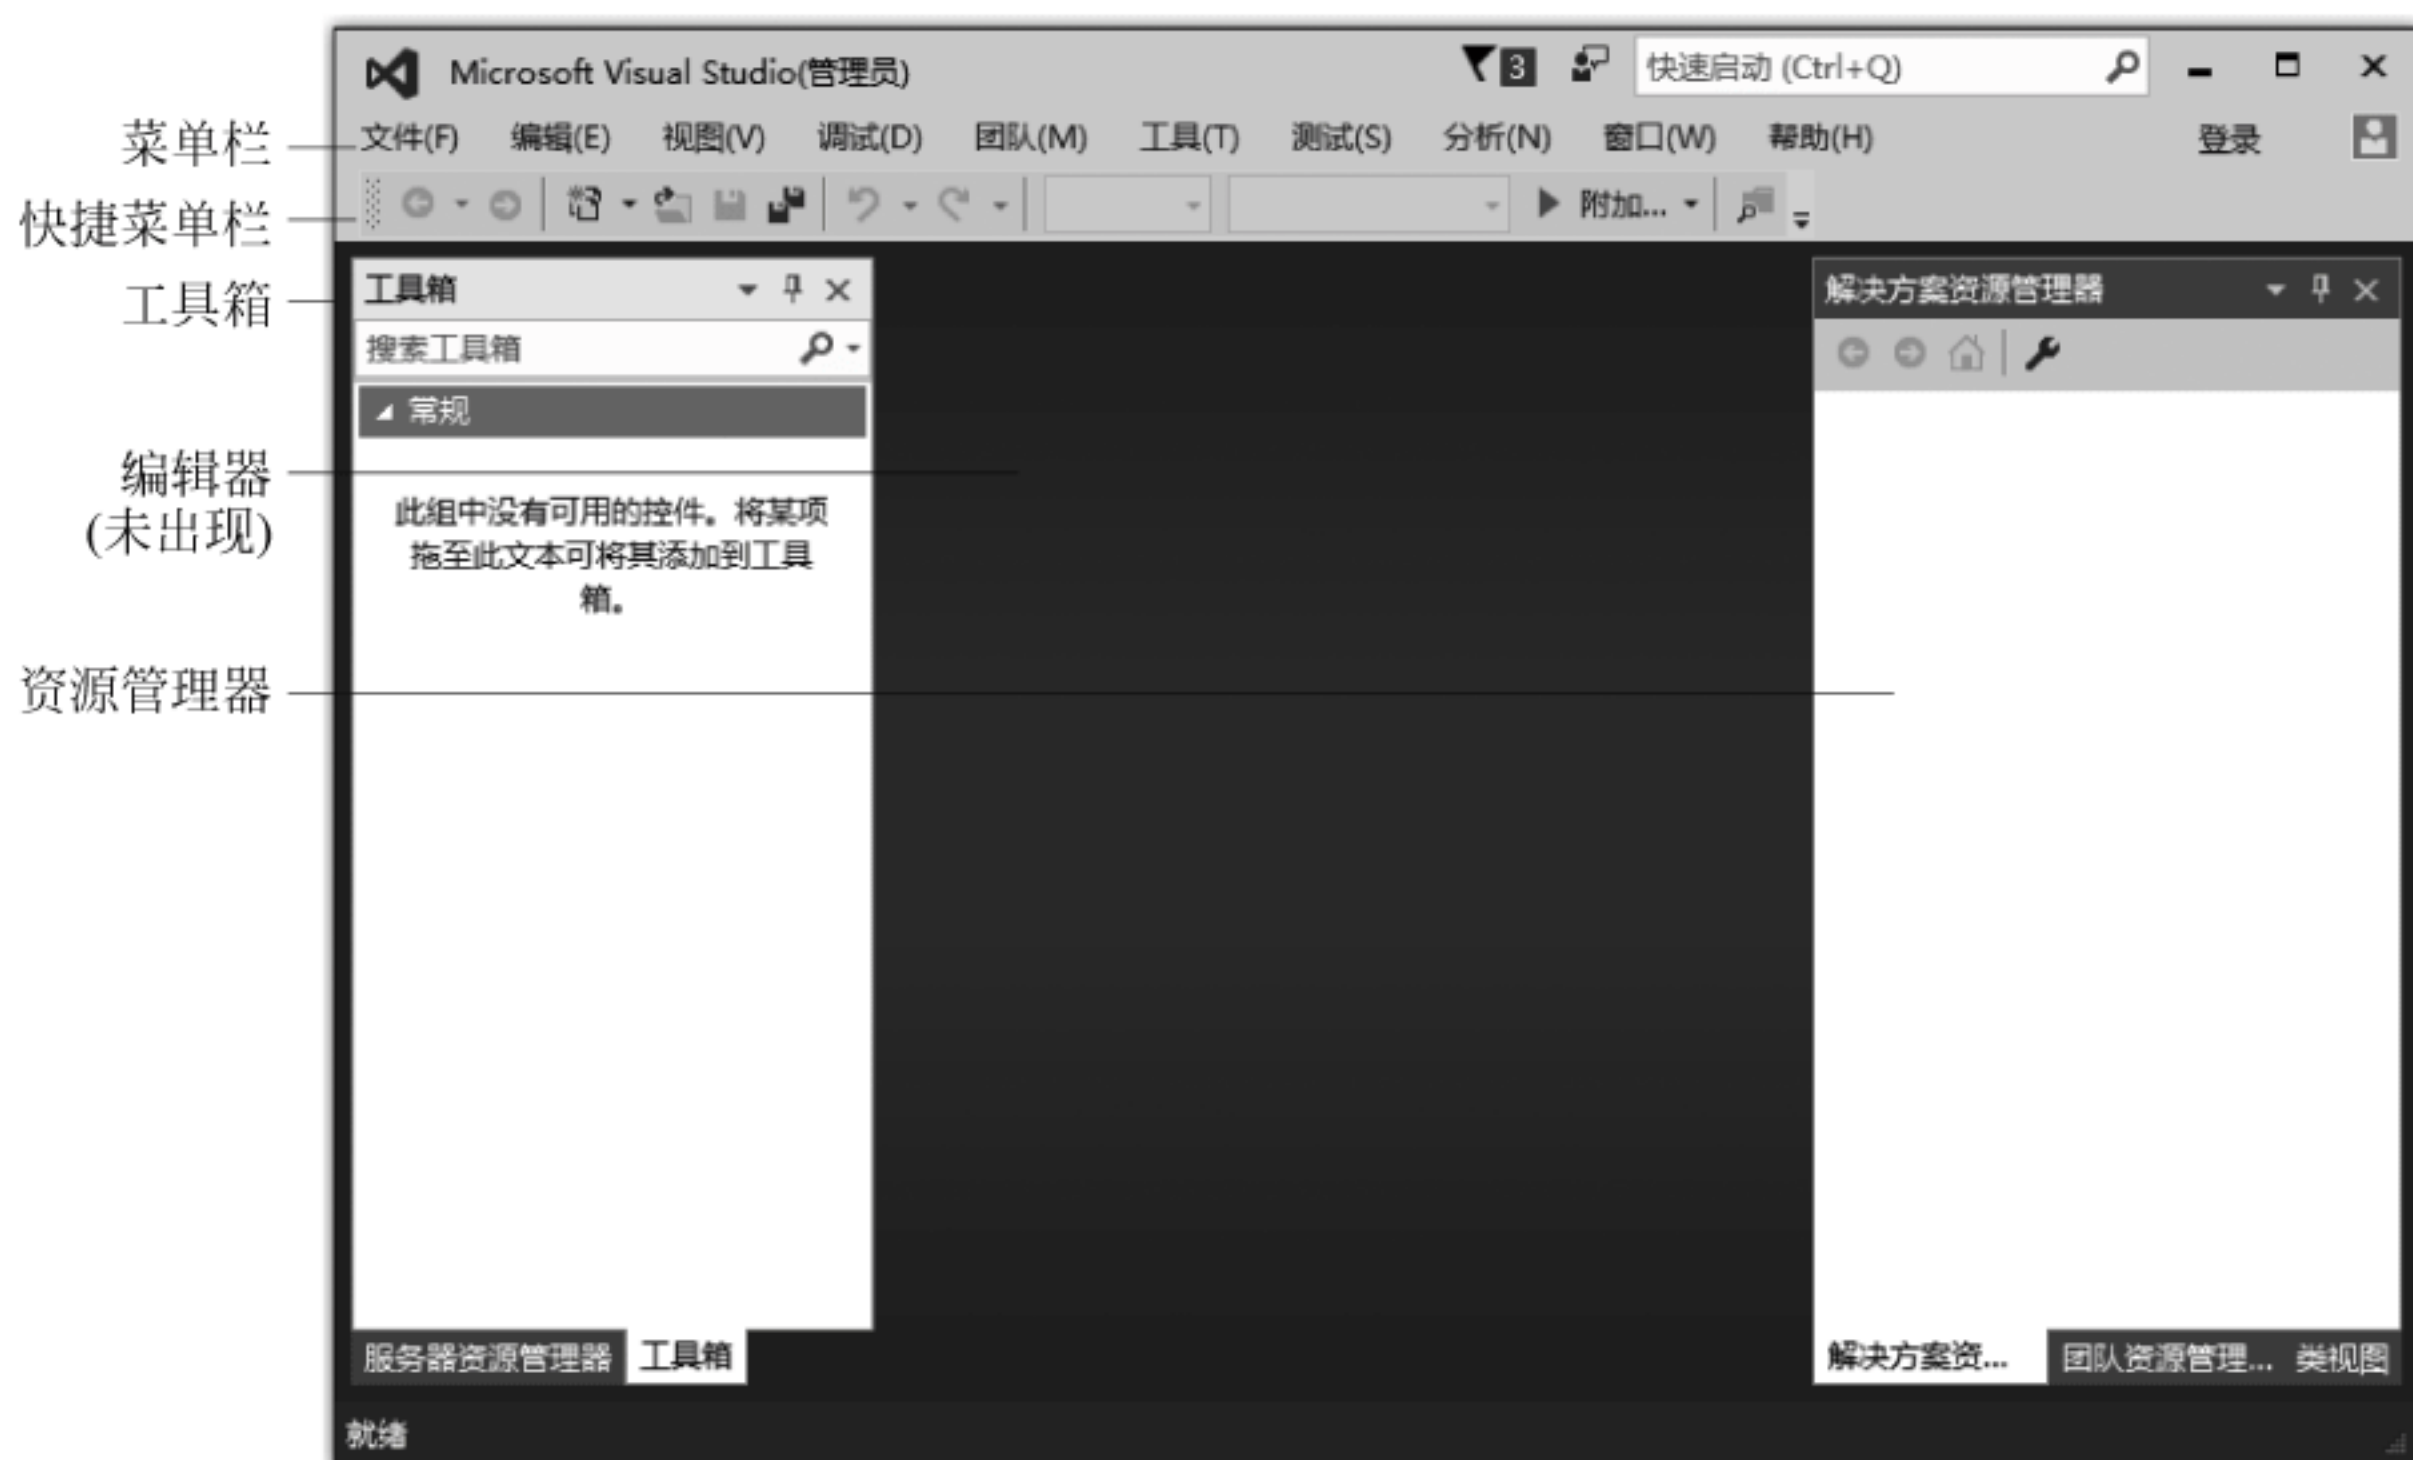 Microsoft Visual Studio(管理员)
3
快速启动 (Ctrl+Q)
菜单栏
文件(F) 编辑(E) 视图(V) 调试(D) 团队(M) 工具(T) 测试(S) 分析(N) 窗口(W) 帮助(H) 登录
快捷菜单栏
附加...
工具箱
工具箱
解决方案资源管理器
搜索工具箱
常规
编辑器
(未出现)
此组中没有可用的控件。将某项
拖至此文本可将其添加到工具
箱。
资源管理器
服务器资源管理器 工具箱
解决方案资... 团队资源管理... 类视图
就绪